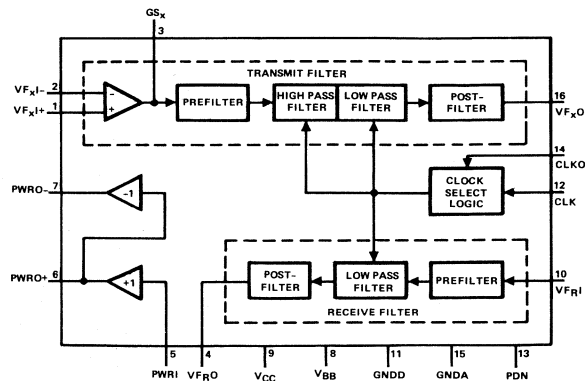 GSX
3
TRANSMIT FILTER
VFXI- 2
VFXI+ 1
-
+
PREFILTER
HIGH PASS FILTER
LOW PASS FILTER
POST-FILTER
16
VFXO
14
CLKO
CLOCK SELECT LOGIC
12
CLK
PWRO- 7
-1
PWRO+ 6
+1
POST-FILTER
LOW PASS FILTER
PREFILTER
10
VFRI
RECEIVE FILTER
5 4 9 8 11 15 13
PWRI VFRO VCC VBB GNDD GNDA PDN